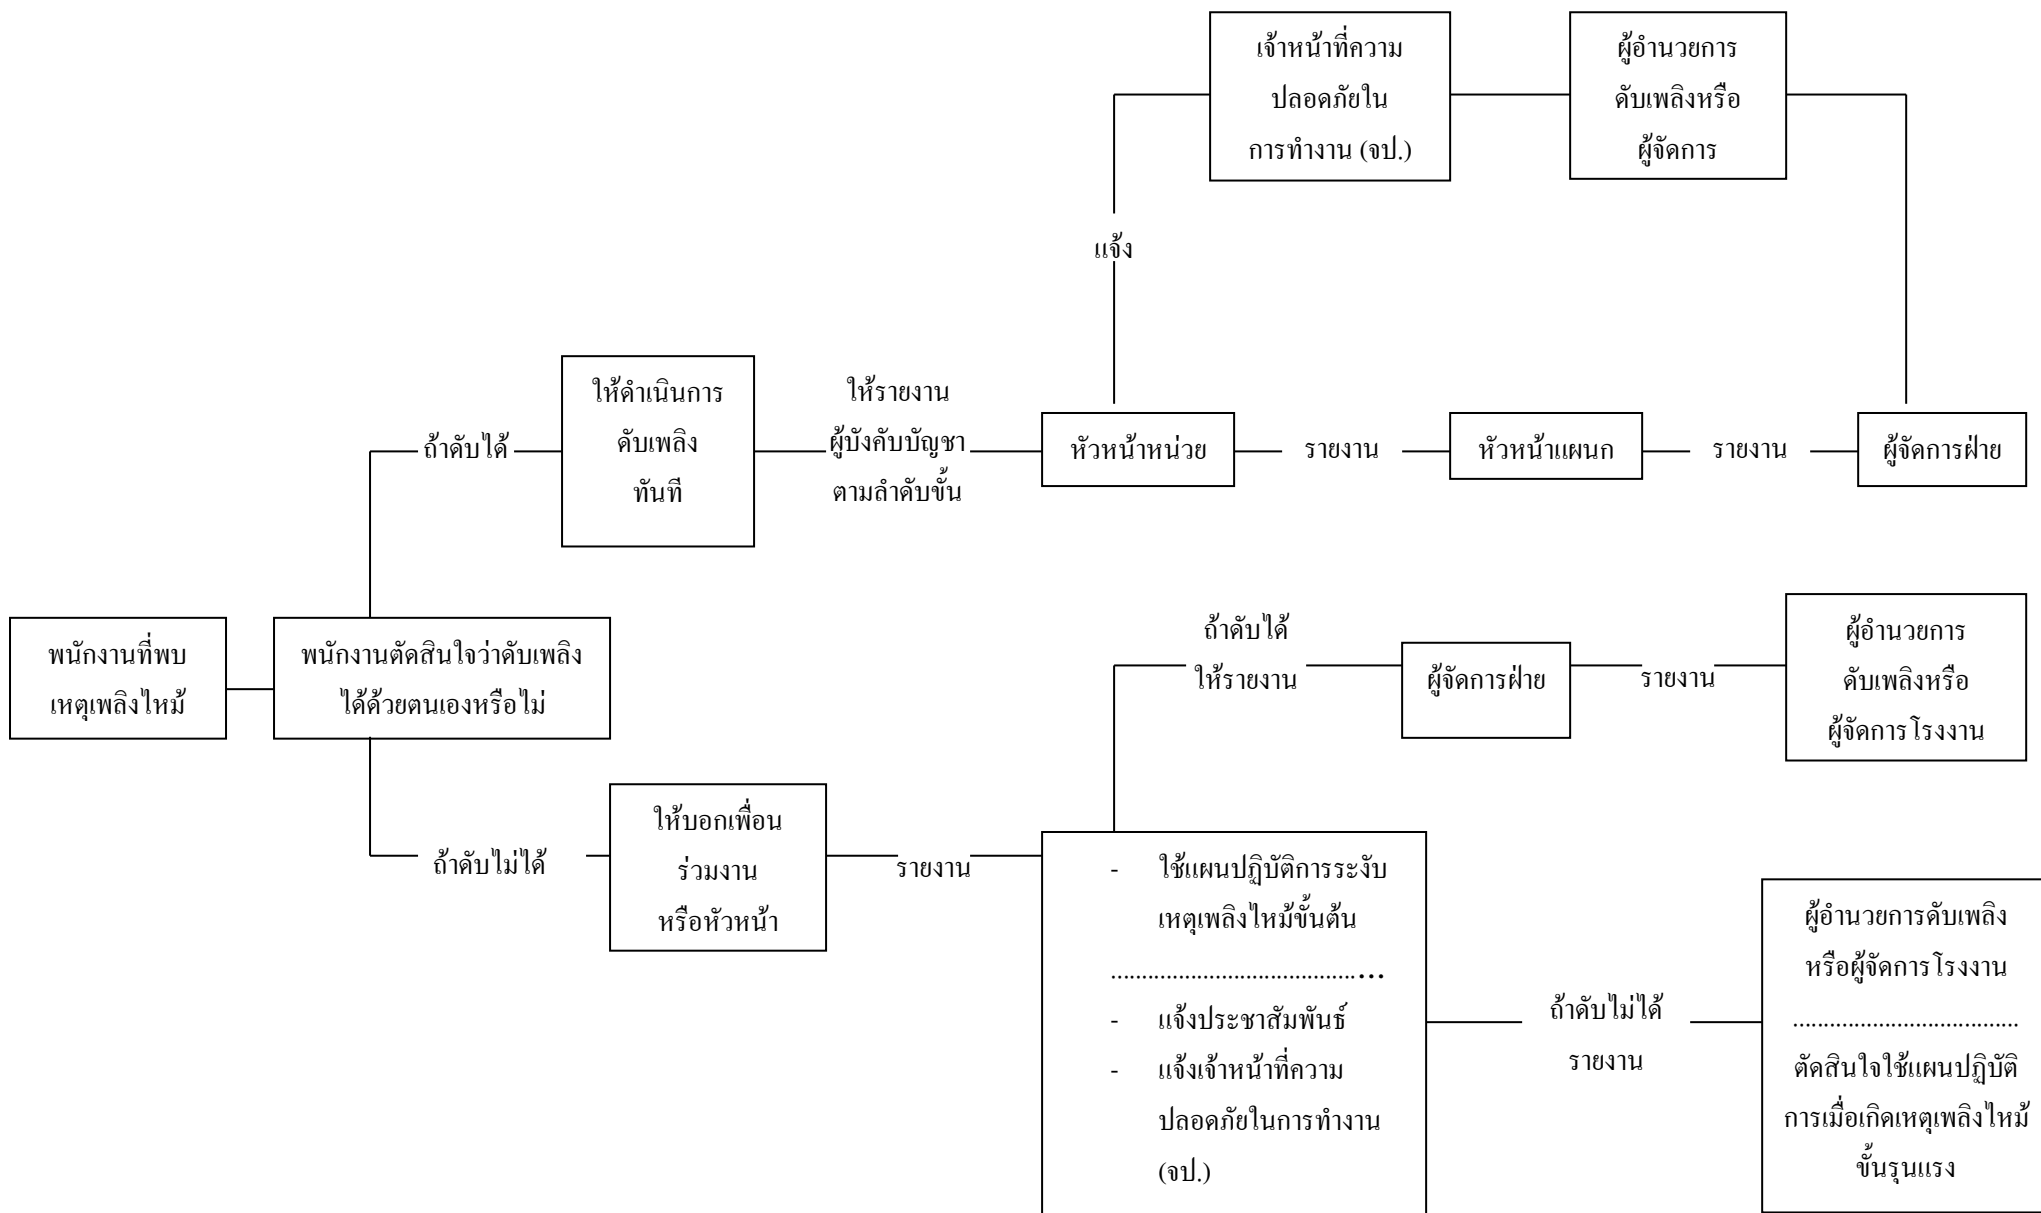 เจ้าหน้าที่ความ
ปลอดภัยใน
การทำงาน (จป.)
ผู้อำนวยการ
ดับเพลิงหรือ
ผู้จัดการ
แจ้ง
ถ้าดับได้
ให้ดำเนินการ
ดับเพลิง
ทันที
ให้รายงาน
ผู้บังคับบัญชา
ตามลำดับขั้น
หัวหน้าหน่วย
รายงาน
หัวหน้าแผนก
รายงาน
ผู้จัดการฝ่าย
พนักงานที่พบ
เหตุเพลิงไหม้
พนักงานตัดสินใจว่าดับเพลิง
ได้ด้วยตนเองหรือไม่
ถ้าดับได้
ให้รายงาน
ผู้จัดการฝ่าย
รายงาน
ผู้อำนวยการ
ดับเพลิงหรือ
ผู้จัดการโรงงาน
ถ้าดับไม่ได้
ให้บอกเพื่อน
ร่วมงาน
หรือหัวหน้า
รายงาน
- ใช้แผนปฏิบัติการระงับ
เหตุเพลิงไหม้ขั้นต้น
..........................................
- แจ้งประชาสัมพันธ์
- แจ้งเจ้าหน้าที่ความ
ปลอดภัยในการทำงาน
(จป.)
ถ้าดับไม่ได้
รายงาน
ผู้อำนวยการดับเพลิง
หรือผู้จัดการโรงงาน
....................................
ตัดสินใจใช้แผนปฏิบัติ
การเมื่อเกิดเหตุเพลิงไหม้
ขั้นรุนแรง